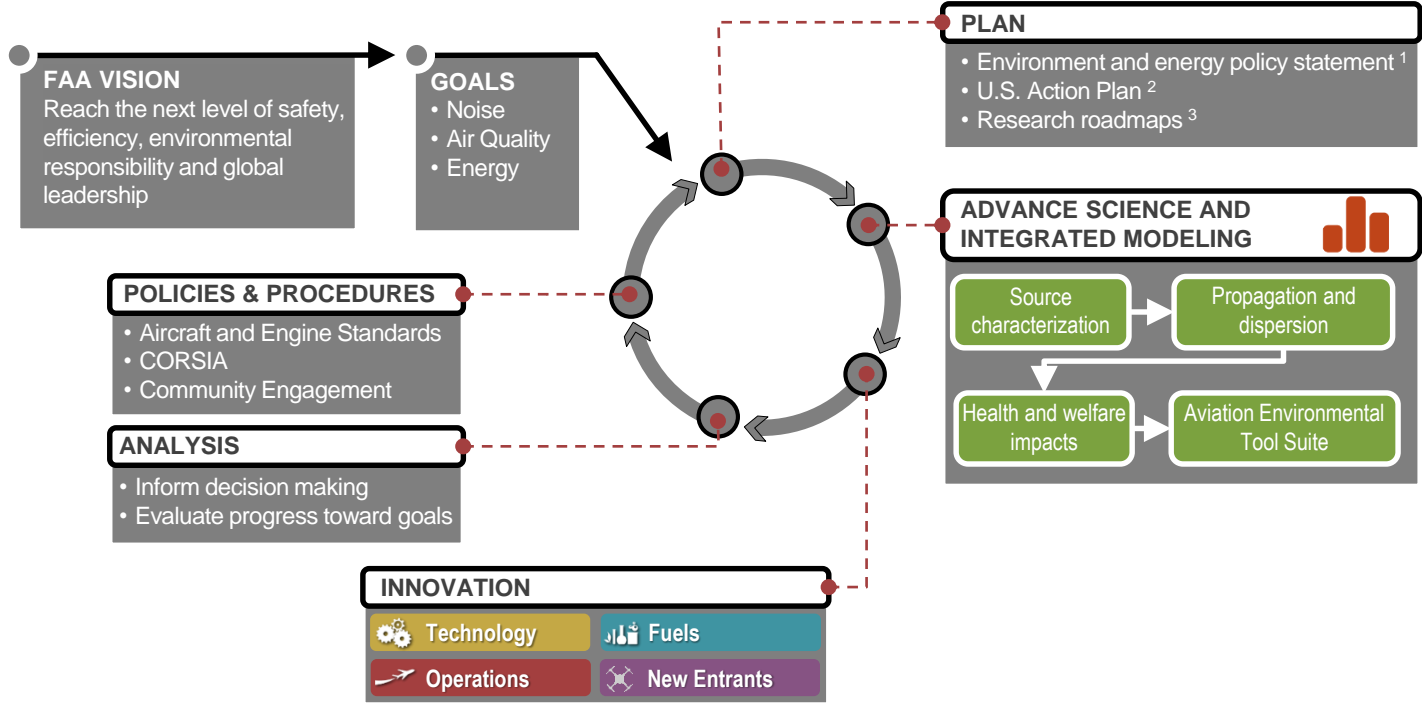 FAA VISION
Reach the next level of safety,
efficiency, environmental
responsibility and global
leadership
GOALS
• Noise
• Air Quality
• Energy
PLAN
• Environment and energy policy statement ¹
• U.S. Action Plan ²
• Research roadmaps ³
ADVANCE SCIENCE AND
INTEGRATED MODELING
Source
characterization
Propagation and
dispersion
Health and welfare
impacts
Aviation Environmental
Tool Suite
POLICIES & PROCEDURES
• Aircraft and Engine Standards
• CORSIA
• Community Engagement
ANALYSIS
• Inform decision making
• Evaluate progress toward goals
INNOVATION
Technology
Fuels
Operations
New Entrants